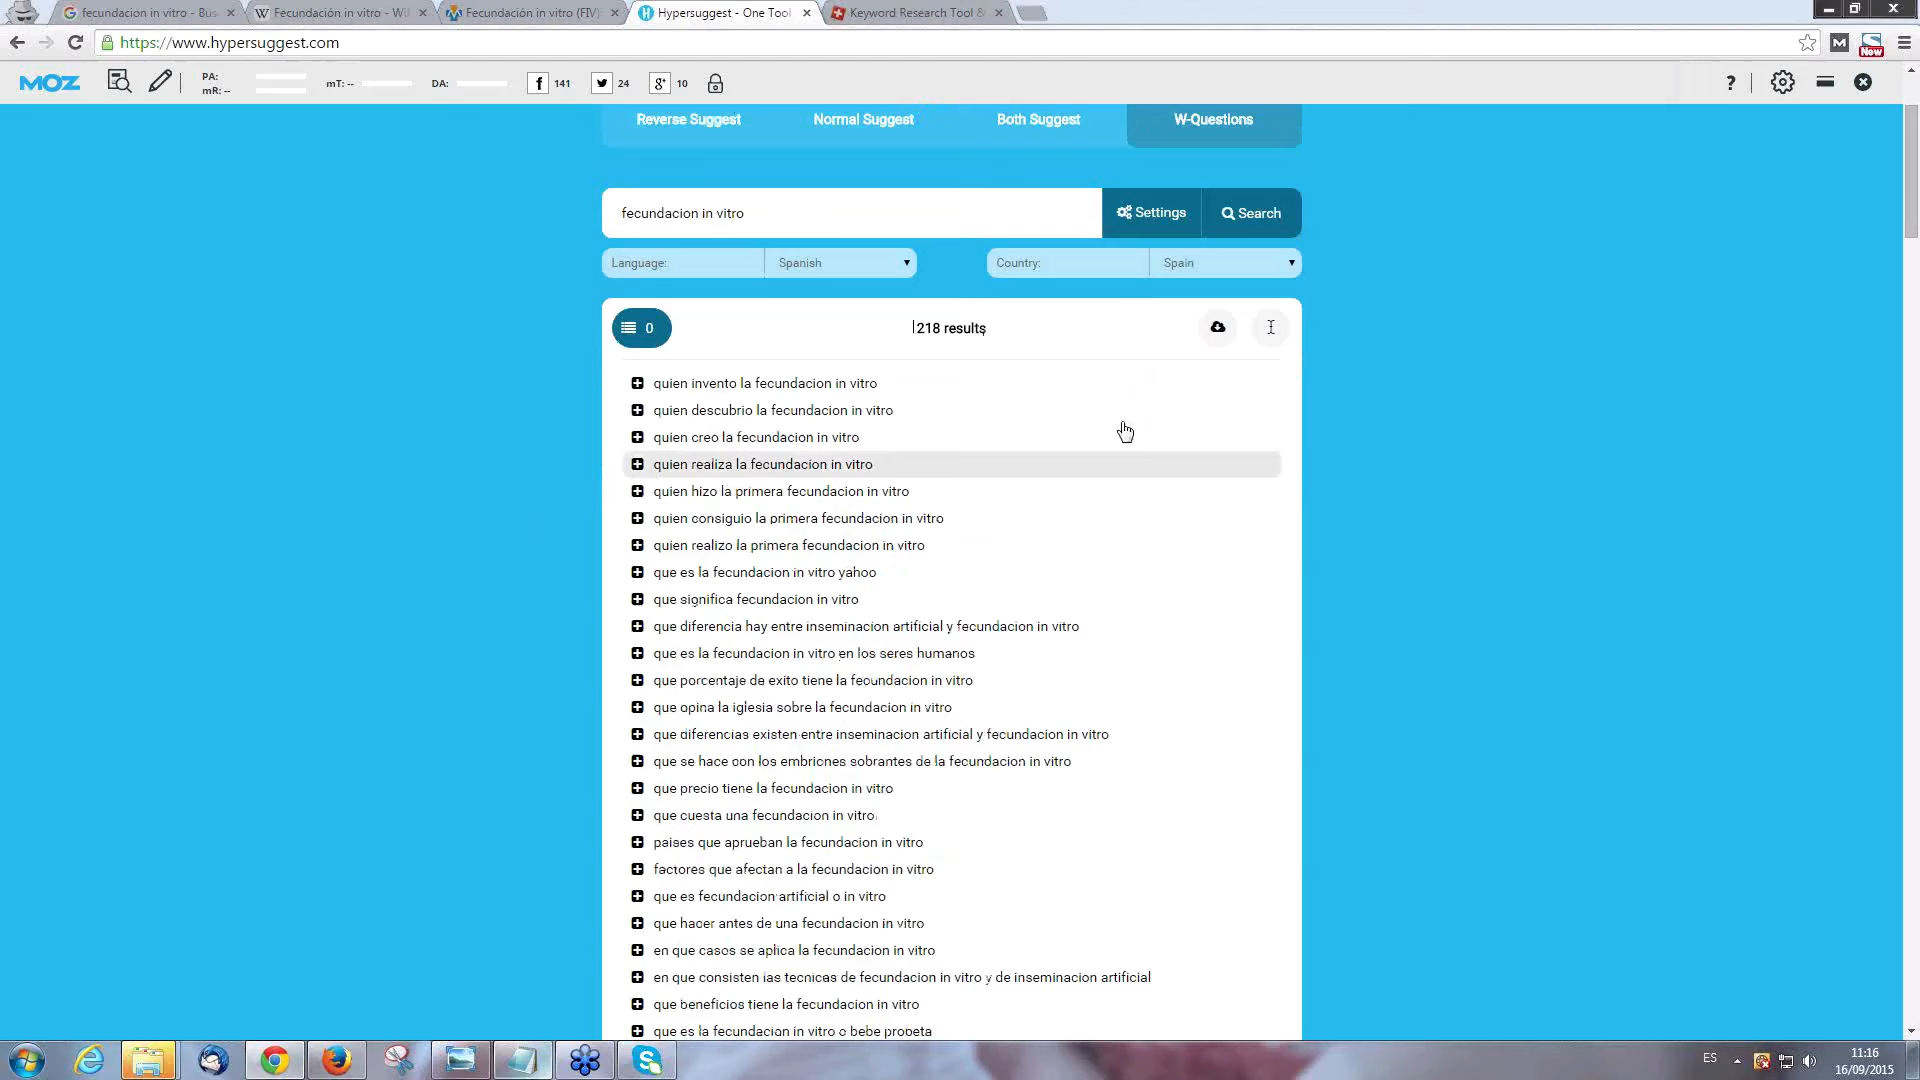 fecundacion in vitro - Bus
Fecundación in vitro - Wi
Fecundación in vitro (FIV)
Hypersuggest - One Tool
Keyword Research Tool &
https://www.hypersuggest.com
New
MOZ
PA:
mR: --
mT: --
DA:
141
24
10
?
Reverse Suggest
Normal Suggest
Both Suggest
W-Questions
fecundacion in vitro
Settings
Search
Language:
Spanish
Country:
Spain
0
218 results
quien invento la fecundacion in vitro
quien descubrio la fecundacion in vitro
quien creo la fecundacion in vitro
quien realiza la fecundacion in vitro
quien hizo la primera fecundacion in vitro
quien consiguio la primera fecundacion in vitro
quien realizo la primera fecundacion in vitro
que es la fecundacion in vitro yahoo
que significa fecundacion in vitro
que diferencia hay entre inseminacion artificial y fecundacion in vitro
que es la fecundacion in vitro en los seres humanos
que porcentaje de exito tiene la fecundacion in vitro
que opina la iglesia sobre la fecundacion in vitro
que diferencias existen entre inseminacion artificial y fecundacion in vitro
que se hace con los embriones sobrantes de la fecundacion in vitro
que precio tiene la fecundacion in vitro
que cuesta una fecundacion in vitro
paises que aprueban la fecundacion in vitro
factores que afectan a la fecundacion in vitro
que es fecundacion artificial o in vitro
que hacer antes de una fecundacion in vitro
en que casos se aplica la fecundacion in vitro
en que consisten las tecnicas de fecundacion in vitro y de inseminacion artificial
que beneficios tiene la fecundacion in vitro
que es la fecundacion in vitro o bebe probeta
ES
11:16
16/09/2015